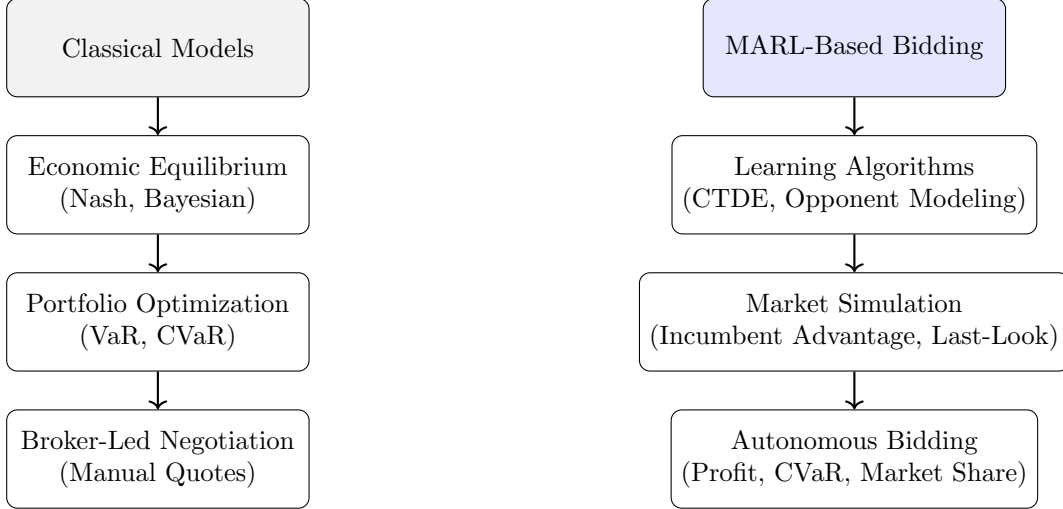 Classical Models
Economic Equilibrium
(Nash, Bayesian)
Portfolio Optimization
(VaR, CVaR)
Broker-Led Negotiation
(Manual Quotes)
MARL-Based Bidding
Learning Algorithms
(CTDE, Opponent Modeling)
Market Simulation
(Incumbent Advantage, Last-Look)
Autonomous Bidding
(Profit, CVaR, Market Share)